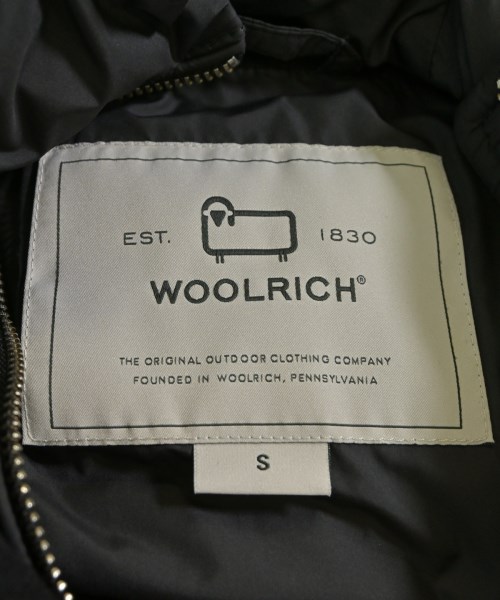 EST. 1830
WOOLRICH®
THE ORIGINAL OUTDOOR CLOTHING COMPANY
FOUNDED IN WOOLRICH, PENNSYLVANIA
S